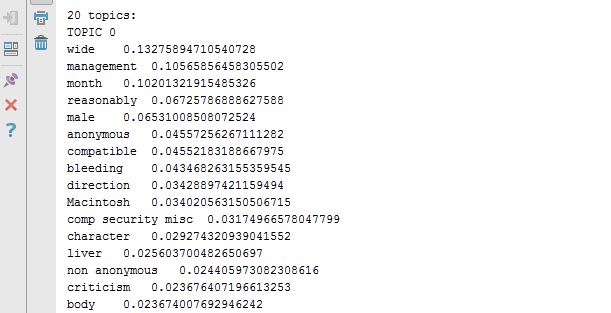 20 topics:
TOPIC 0
wide 0.13275894710540728
management 0.10565856458305502
month 0.10201321915485326
reasonably 0.06725786888627588
male 0.06531008508072524
anonymous 0.04557256267111282
compatible 0.04552183188667975
bleeding 0.043468263155359545
direction 0.03428897421159494
Macintosh 0.034020563150506715
comp security misc 0.03174966578047799
character 0.029274320939041552
liver 0.025603700482650697
non anonymous 0.024405973082308616
criticism 0.023676407196613253
body 0.023674007692946242